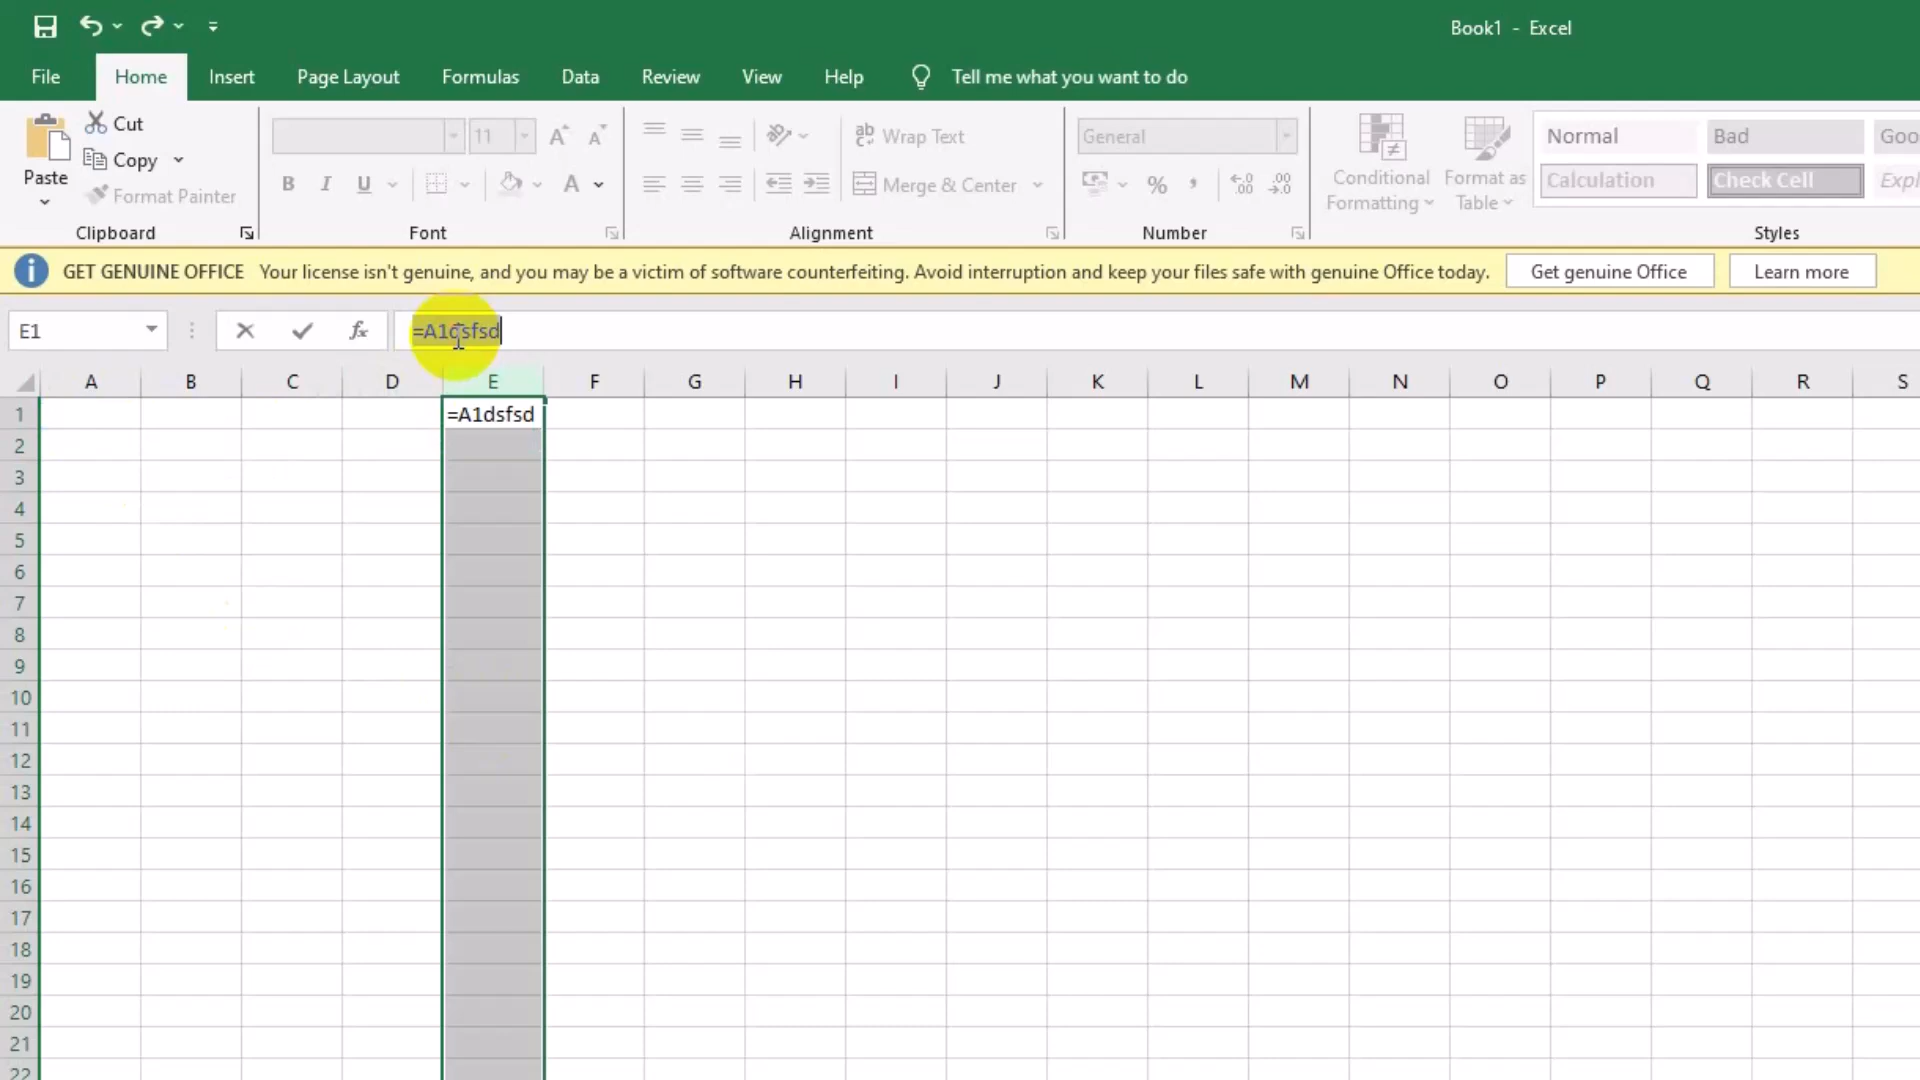 Book1 - Excel
File Home Insert Page Layout Formulas Data Review View Help Tell me what you want to do
Paste
Cut
Copy
Format Painter
Clipboard
11
B I U
Font
ab Wrap Text
Merge & Center
Alignment
General
% ,
Number
Conditional Formatting
Format as Table
Normal Bad Goo
Calculation Check Cell Expl
Styles
GET GENUINE OFFICE Your license isn't genuine, and you may be a victim of software counterfeiting. Avoid interruption and keep your files safe with genuine Office today. Get genuine Office Learn more
E1 fx =A1dsfsd
A B C D E F G H I J K L M N O P Q R S
1 =A1dsfsd
2
3
4
5
6
7
8
9
10
11
12
13
14
15
16
17
18
19
20
21
22